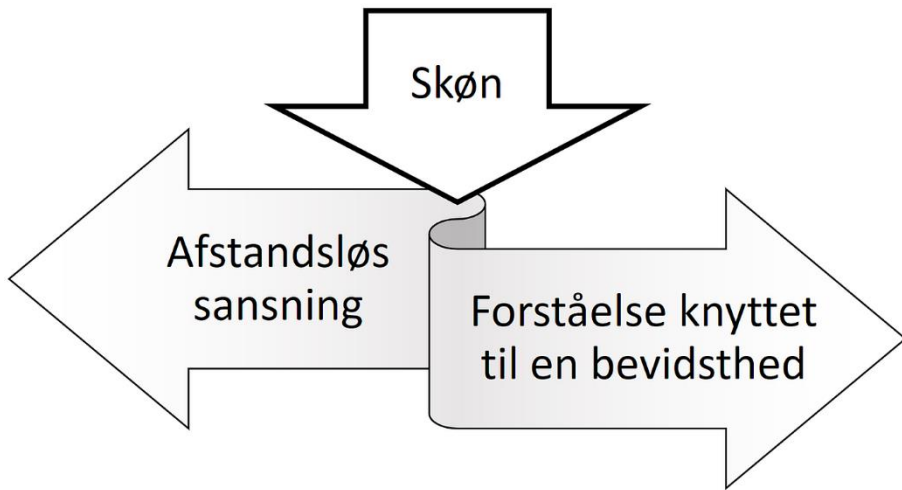 Skøn
Afstandsløs
sansning
Forståelse knyttet
til en bevidsthed